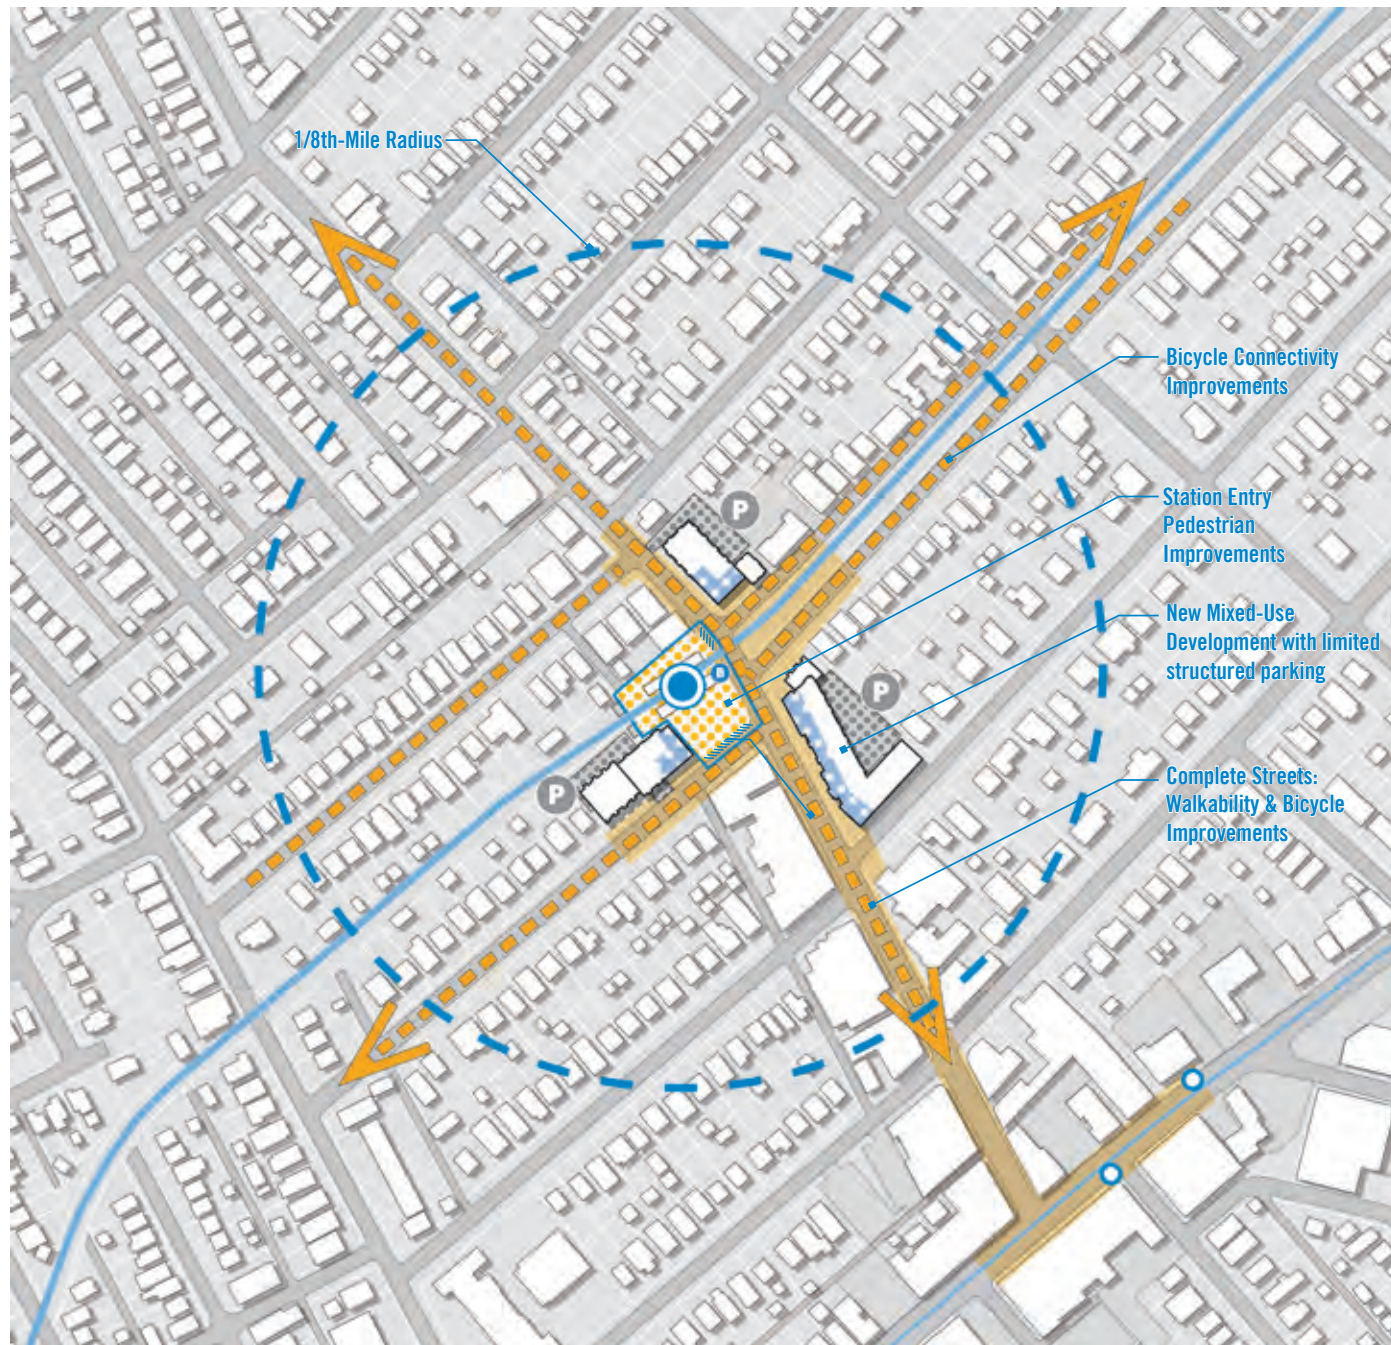 1/8th-Mile Radius
Bicycle Connectivity
Improvements
Station Entry
Pedestrian
Improvements
P
New Mixed-Use
Development with limited
structured parking
P
Complete Streets:
Walkability & Bicycle
Improvements
P